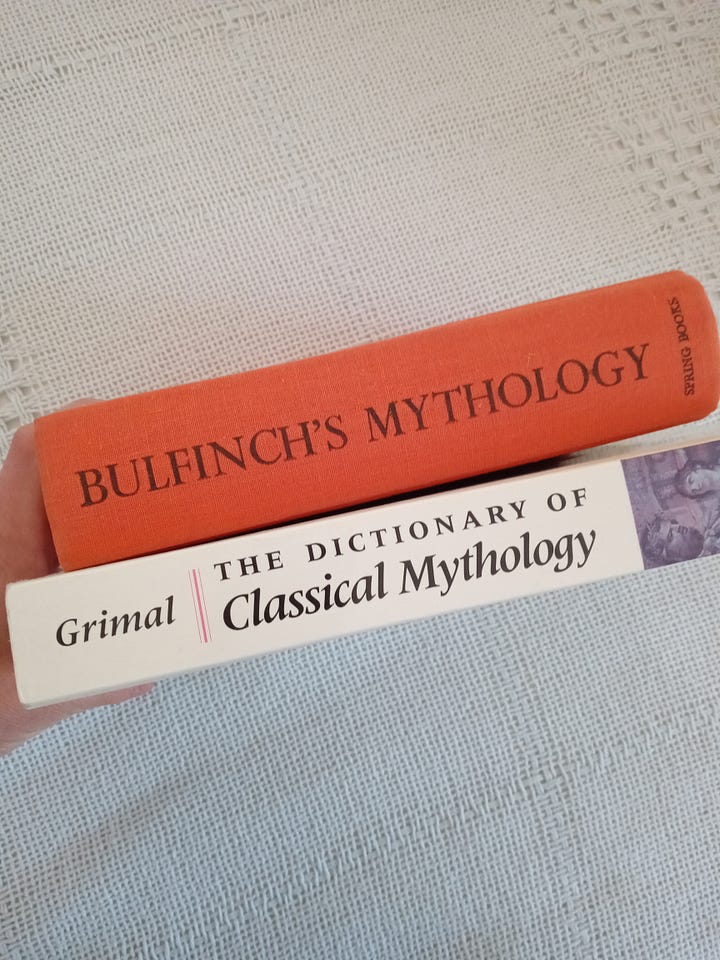 BULFINCH'S MYTHOLOGY
SPRING BOOKS
Grimal
THE DICTIONARY OF
Classical Mythology